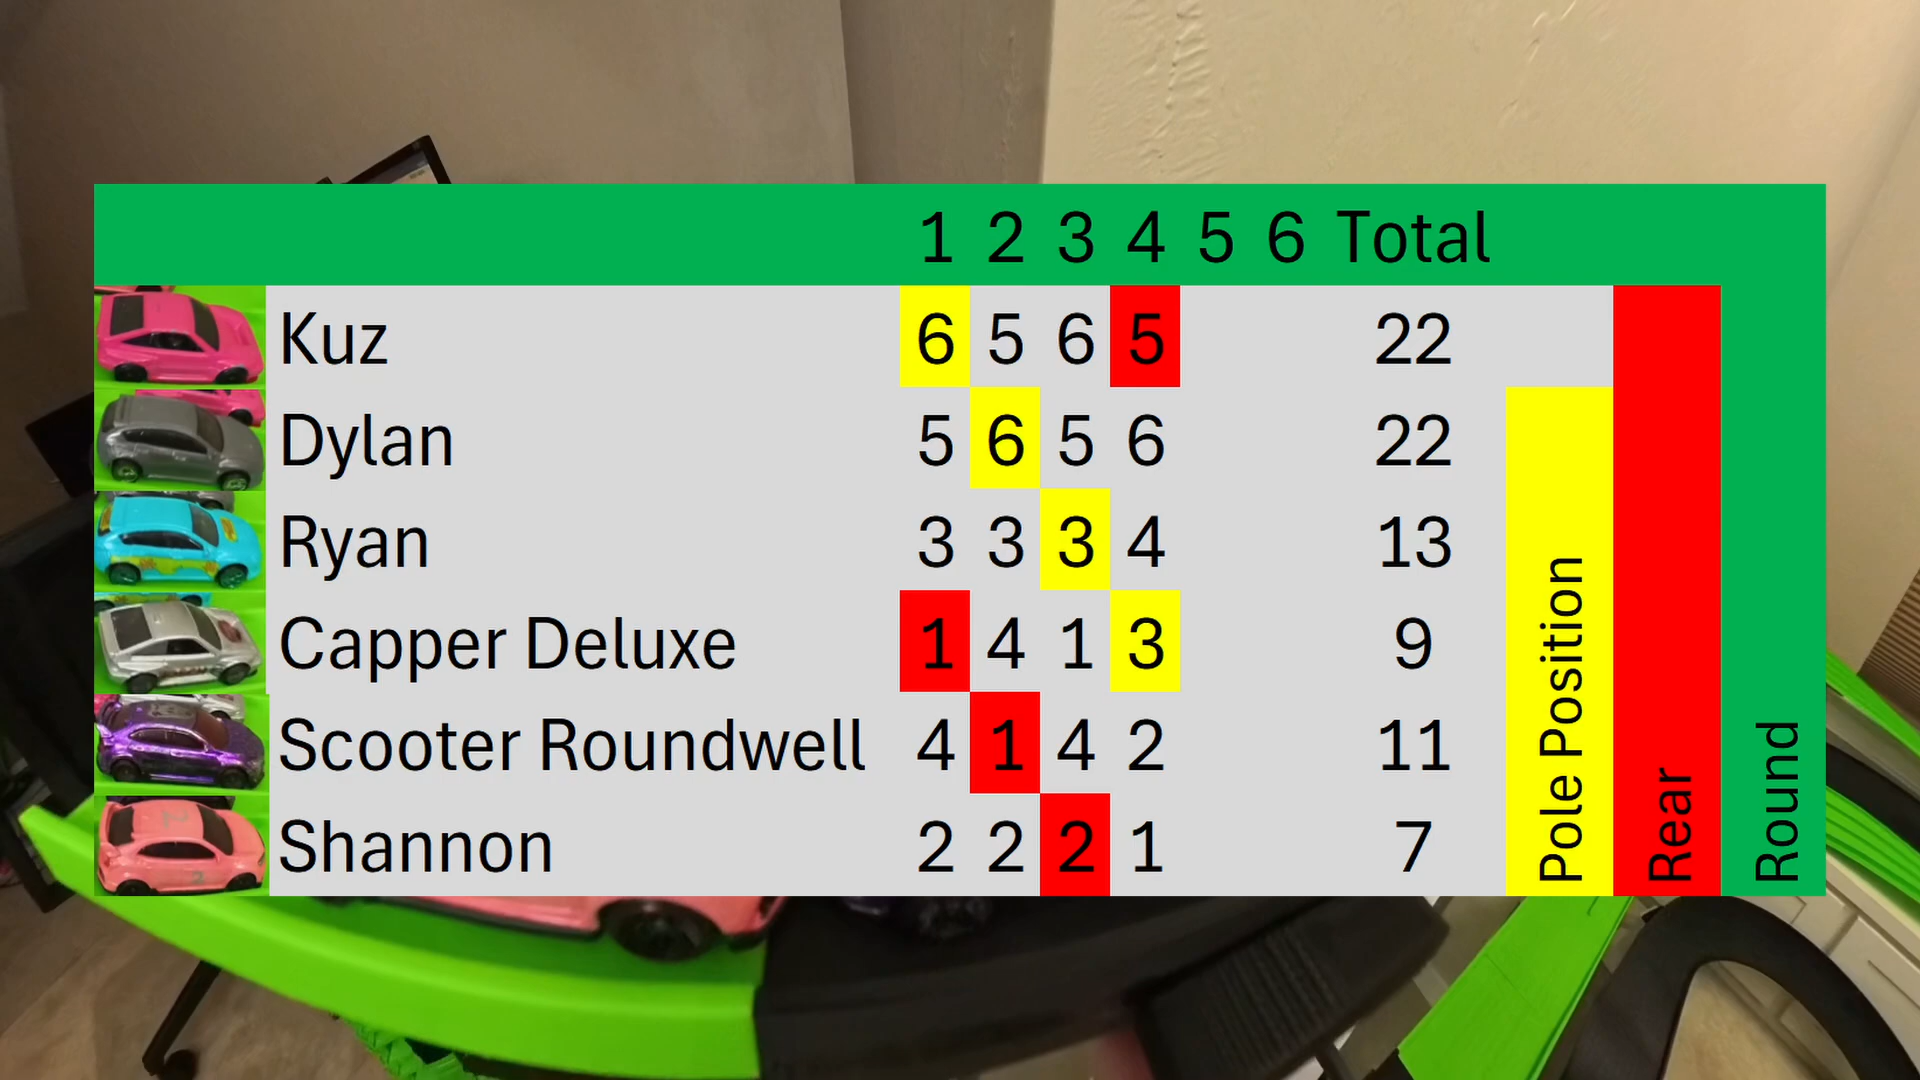 1 2 3 4 5 6 Total
Kuz 6 5 6 5 22
Dylan 5 6 5 6 22
Ryan 3 3 3 4 13
Capper Deluxe 1 4 1 3 9
Scooter Roundwell 4 1 4 2 11
Shannon 2 2 2 1 7
Pole Position
Rear
Round